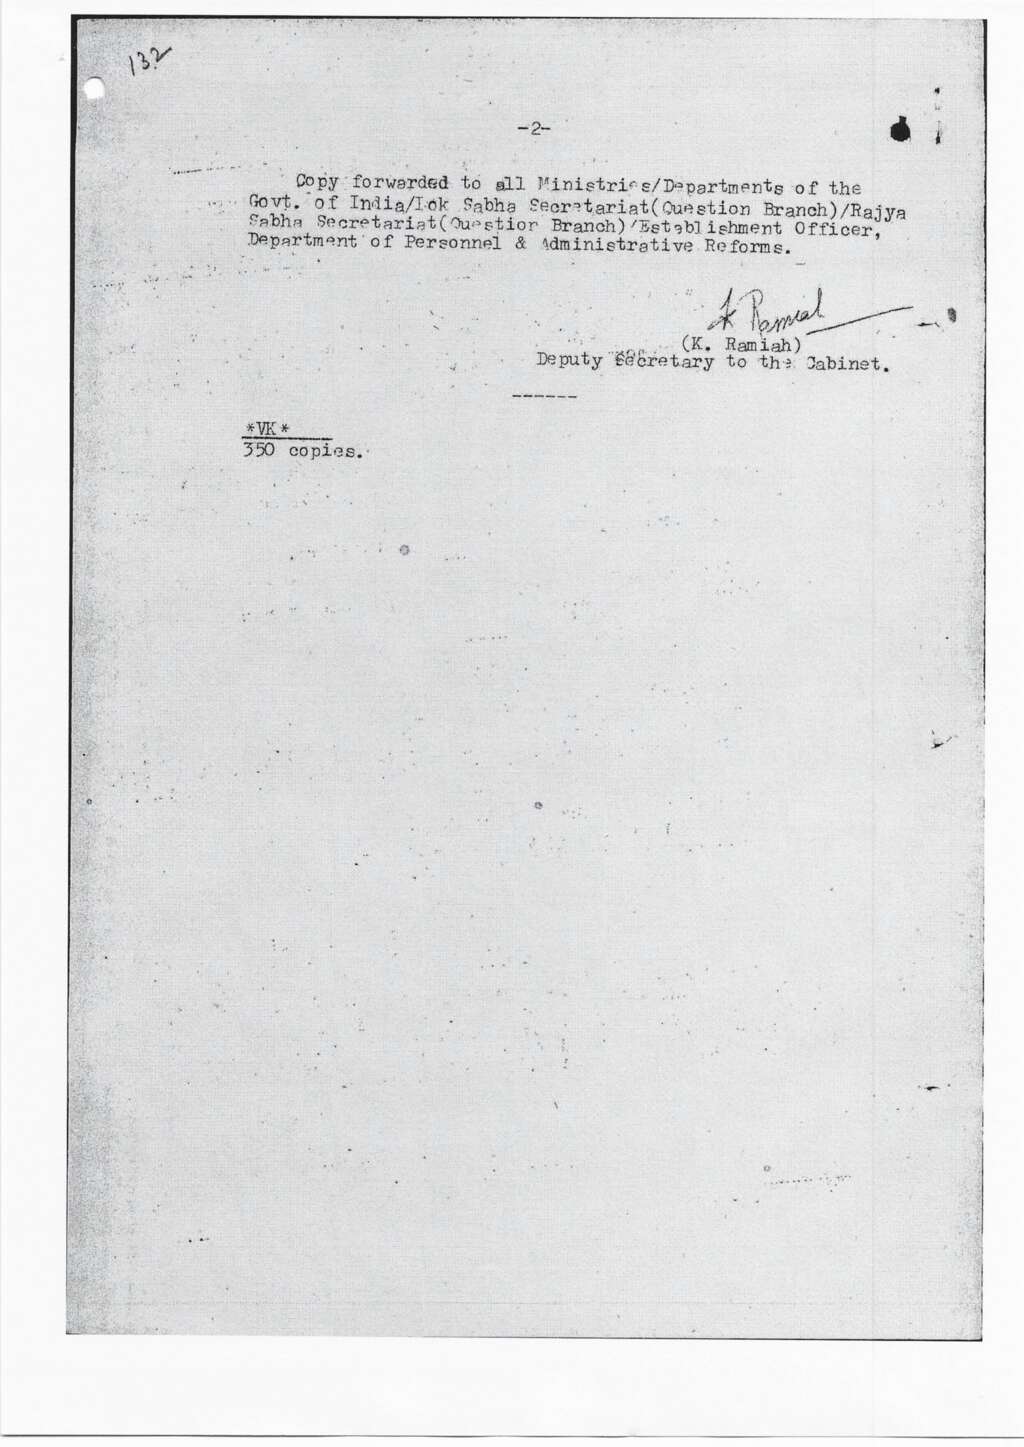 132
-2-
Copy forwarded to all Ministries/Departments of the
Govt. of India/Lok Sabha Secretariat(Question Branch)/Rajya
Sabha Secretariat(Question Branch)/Establishment Officer,
Department of Personnel & Administrative Reforms.
K Ramiah
(K. Ramiah)
Deputy Secretary to the Cabinet.
------
*VK*
350 copies.